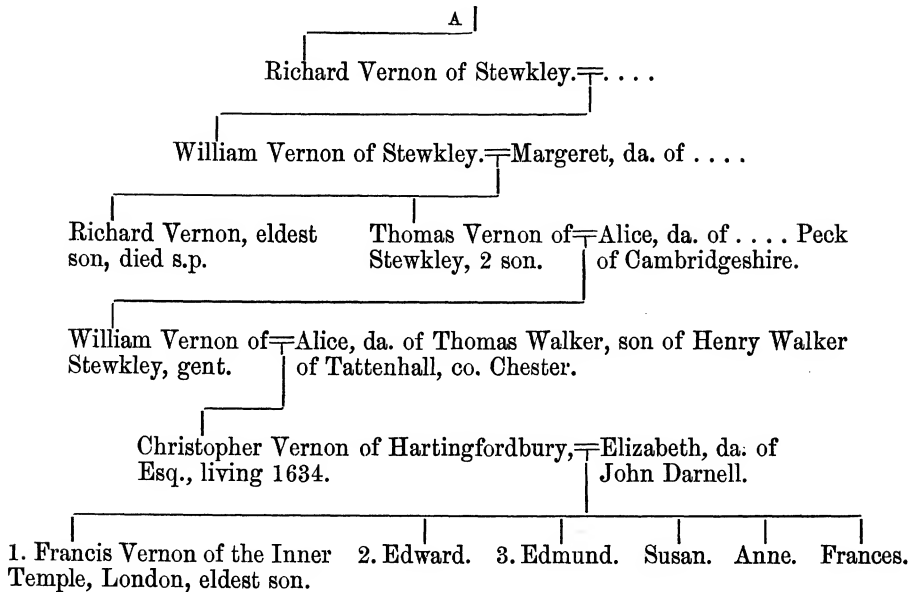 A
Richard Vernon of Stewkley.=. . . .
William Vernon of Stewkley.=Margeret, da. of . . . .
Richard Vernon, eldest
son, died s.p.
Thomas Vernon of=Alice, da. of . . . . Peck
Stewkley, 2 son. of Cambridgeshire.
William Vernon of=Alice, da. of Thomas Walker, son of Henry Walker
Stewkley, gent. of Tattenhall, co. Chester.
Christopher Vernon of Hartingfordbury,=Elizabeth, da. of
Esq., living 1634. John Darnell.
1. Francis Vernon of the Inner 2. Edward. 3. Edmund. Susan. Anne. Frances.
Temple, London, eldest son.